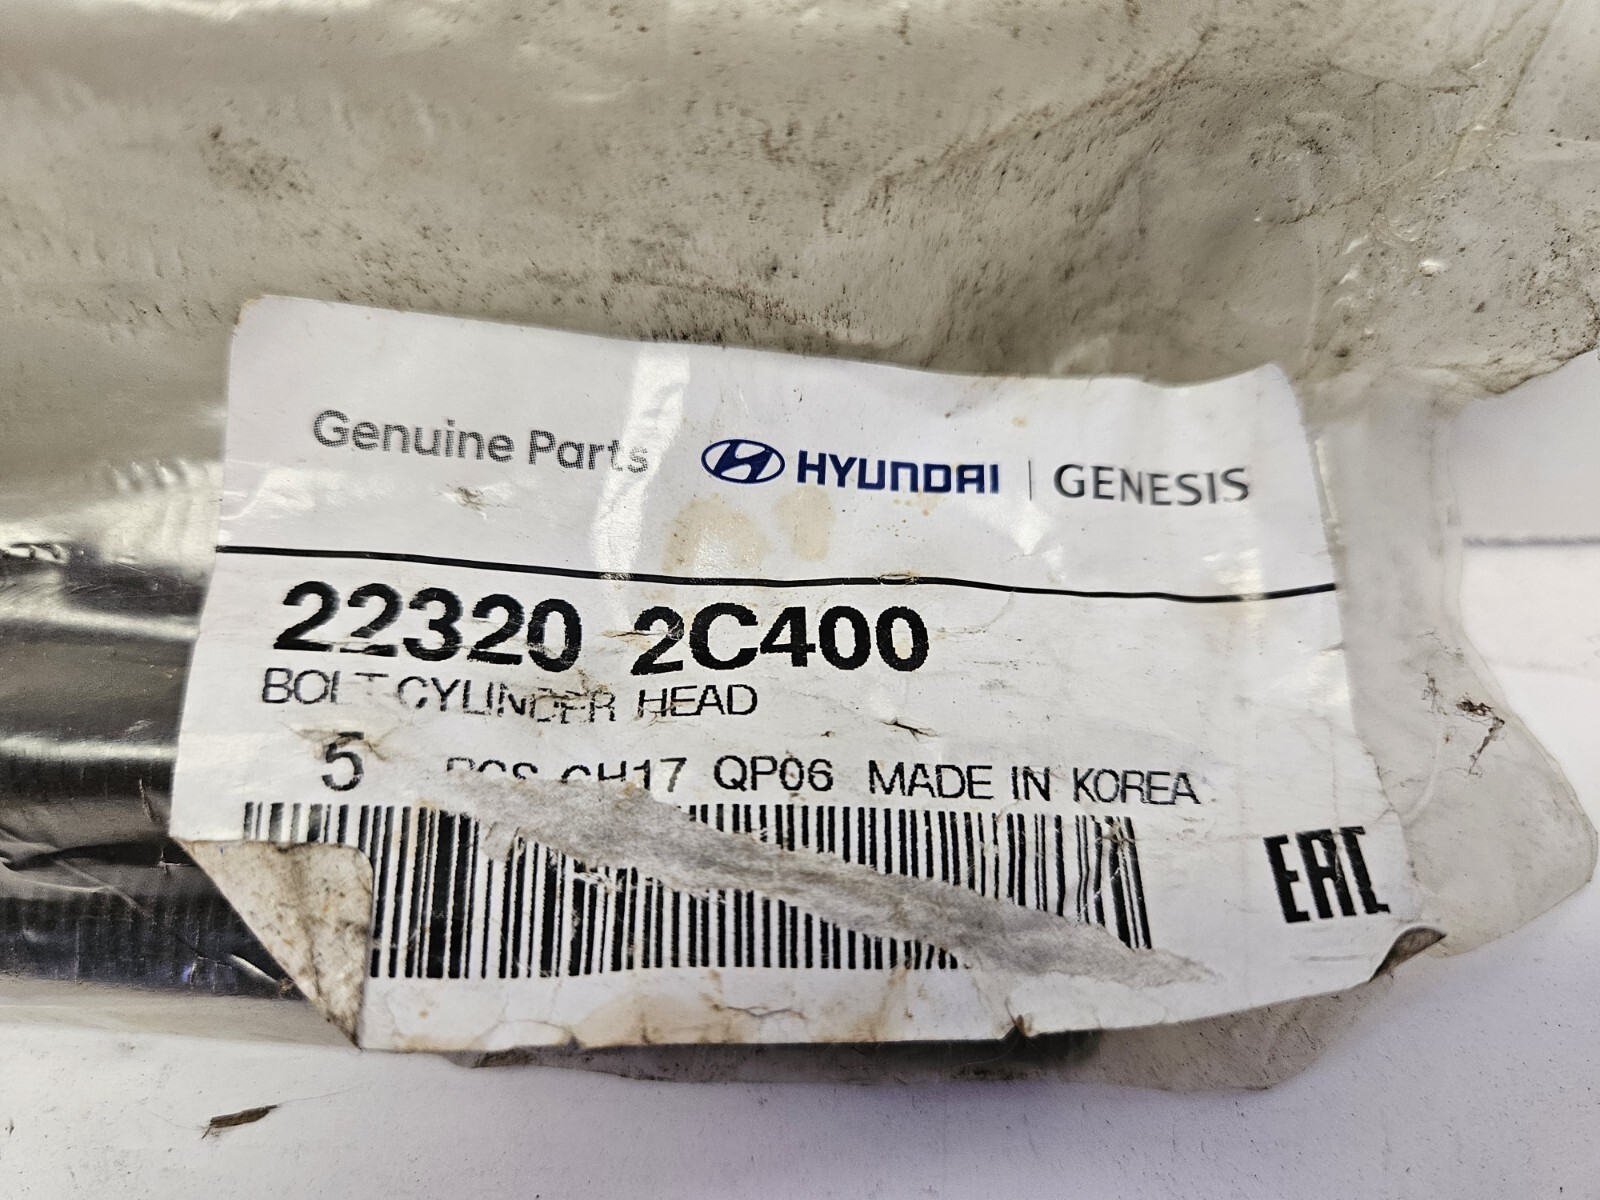 Genuine Parts HYUNDAI | GENESIS
22320 2C400
BOLT-CYLINDER HEAD
5 PCS CH17 QP06 MADE IN KOREA
EAC